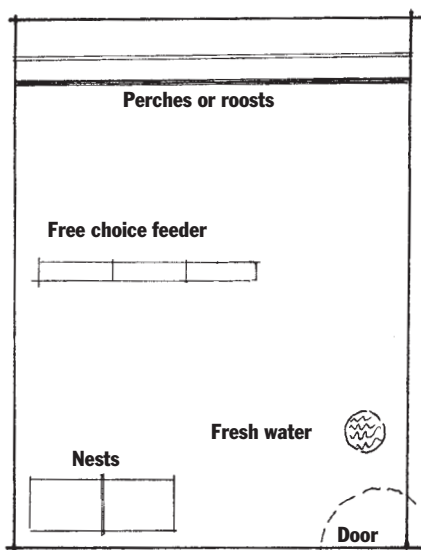 Perches or roosts
Free choice feeder
Fresh water
Nests
Door